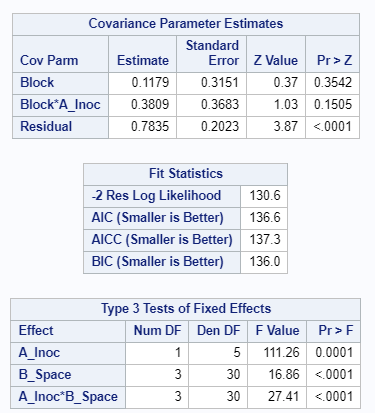 Covariance Parameter Estimates
Cov Parm Estimate Standard Error Z Value Pr > Z
Block 0.1179 0.3151 0.37 0.3542
Block*A_Inoc 0.3809 0.3683 1.03 0.1505
Residual 0.7835 0.2023 3.87 <.0001
Fit Statistics
-2 Res Log Likelihood 130.6
AIC (Smaller is Better) 136.6
AICC (Smaller is Better) 137.3
BIC (Smaller is Better) 136.0
Type 3 Tests of Fixed Effects
Effect Num DF Den DF F Value Pr > F
A_Inoc 1 5 111.26 0.0001
B_Space 3 30 16.86 <.0001
A_Inoc*B_Space 3 30 27.41 <.0001